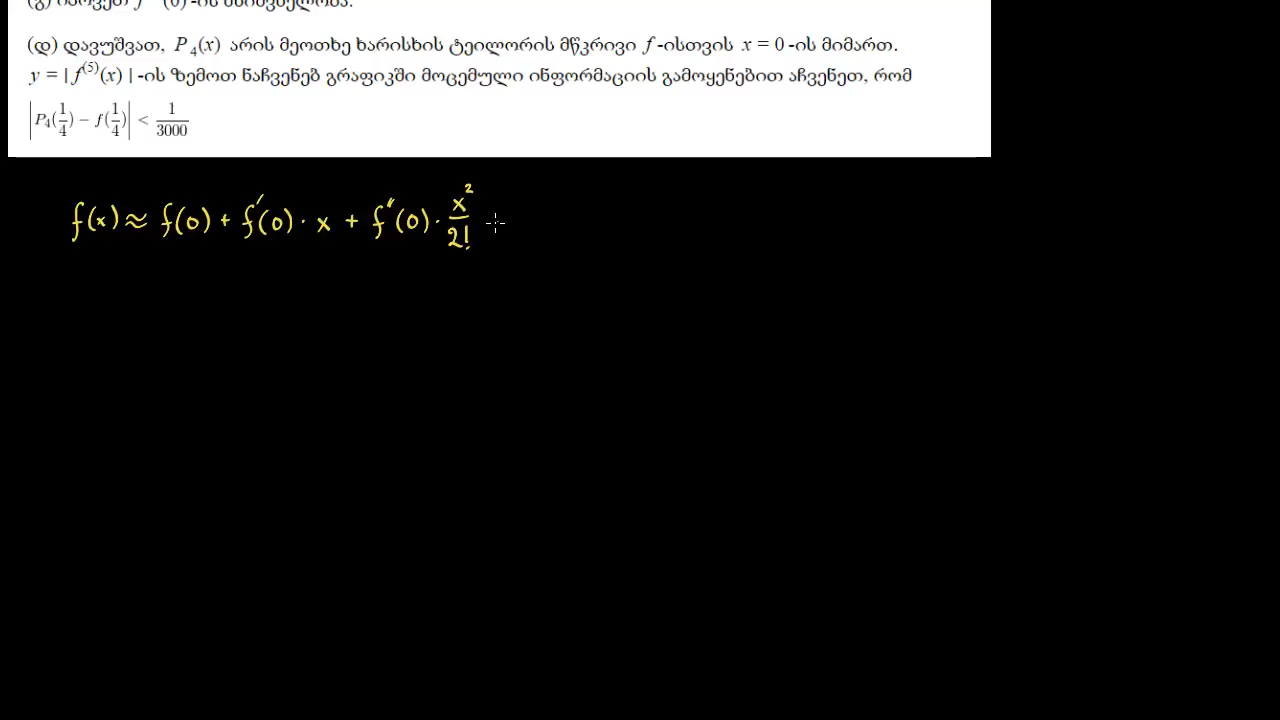 (დ) დავუშვათ, P₄(x) არის მეოთხე ხარისხის ტეილორის მწკრივი f -ისთვის x = 0 -ის მიმართ.
y = | f⁽⁵⁾(x) | -ის ზემოთ ნაჩვენებ გრაფიკში მოცემული ინფორმაციის გამოყენებით აჩვენეთ, რომ
|P₄(1/4) − f(1/4)| < 1/3000
f(x) ≈ f(0) + f′(0) · x + f″(0) · x²/2!